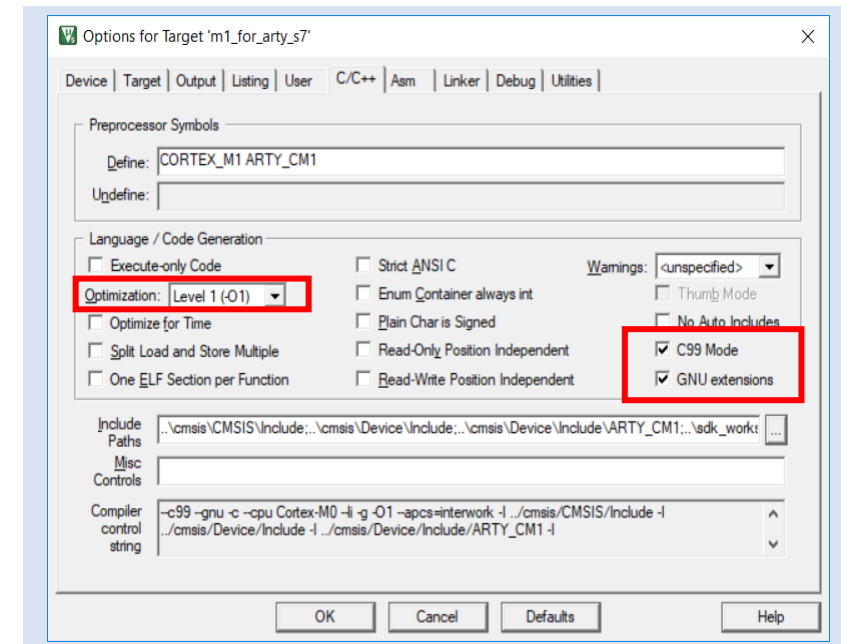 Options for Target 'm1_for_arty_s7'
Device Target Output Listing User C/C++ Asm Linker Debug Utilities
Preprocessor Symbols
Define: CORTEX_M1 ARTY_CM1
Undefine:
Language / Code Generation
Execute-only Code Strict ANSI C Warnings: <unspecified>
Optimization: Level 1 (-O1) Enum Container always int Thumb Mode
Optimize for Time Plain Char is Signed No Auto Includes
Split Load and Store Multiple Read-Only Position Independent C99 Mode
One ELF Section per Function Read-Write Position Independent GNU extensions
Include Paths ..\cmsis\CMSIS\Include;..\cmsis\Device\Include;..\cmsis\Device\Include\ARTY_CM1;..\sdk_works ...
Misc Controls
Compiler control string --c99 --gnu -c --cpu Cortex-M0 --li -g -O1 --apcs=interwork -I ../cmsis/CMSIS/Include -I
../cmsis/Device/Include -I ../cmsis/Device/Include/ARTY_CM1 -I
OK Cancel Defaults Help